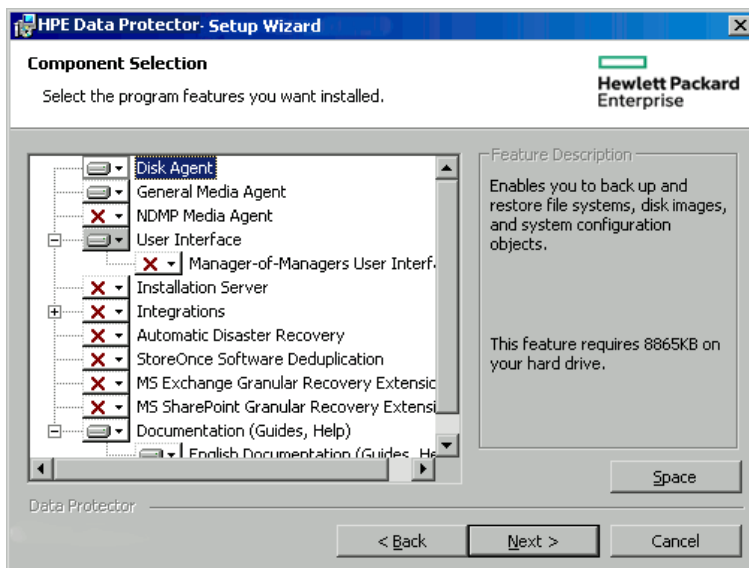 HPE Data Protector- Setup Wizard
Component Selection
Select the program features you want installed.
Hewlett Packard
Enterprise
Disk Agent
General Media Agent
NDMP Media Agent
User Interface
Manager-of-Managers User Interf
Installation Server
Integrations
Automatic Disaster Recovery
StoreOnce Software Deduplication
MS Exchange Granular Recovery Extensic
MS SharePoint Granular Recovery Extensi
Documentation (Guides, Help)
English Documentation (Guides, He
Feature Description
Enables you to back up and
restore file systems, disk images,
and system configuration
objects.
This feature requires 8865KB on
your hard drive.
Space
Data Protector
< Back
Next >
Cancel